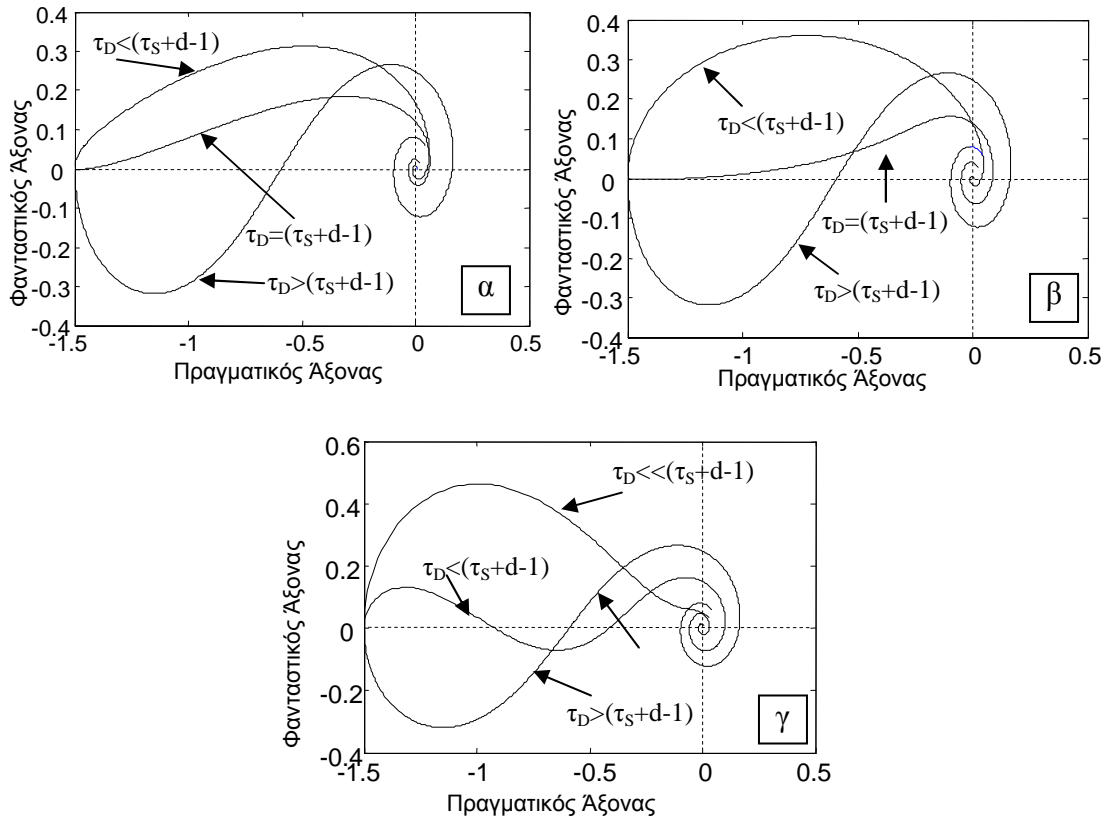 0.4
0.3
0.2
0.1
0
-0.1
-0.2
-0.3
-0.4
-1.5
-1
-0.5
0
0.5
Φανταστικός Άξονας
Πραγματικός Άξονας
τD<(τS+d-1)
τD=(τS+d-1)
τD>(τS+d-1)
α
0.4
0.3
0.2
0.1
0
-0.1
-0.2
-0.3
-0.4
-1.5
-1
-0.5
0
0.5
Φανταστικός Άξονας
Πραγματικός Άξονας
τD<(τS+d-1)
τD=(τS+d-1)
τD>(τS+d-1)
β
0.6
0.4
0.2
0
-0.2
-0.4
-1.5
-1
-0.5
0
0.5
Φανταστικός Άξονας
Πραγματικός Άξονας
τD<<(τS+d-1)
τD<(τS+d-1)
τD>(τS+d-1)
γ